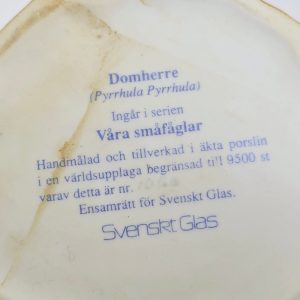 Domherre
(Pyrrhula Pyrrhula)
Ingår i serien
Våra småfåglar
Handmålad och tillverkad i äkta porslin
i en världsupplaga begränsad till 9500 st
varav detta är nr.
Ensamrätt för Svenskt Glas.
Svenskt Glas